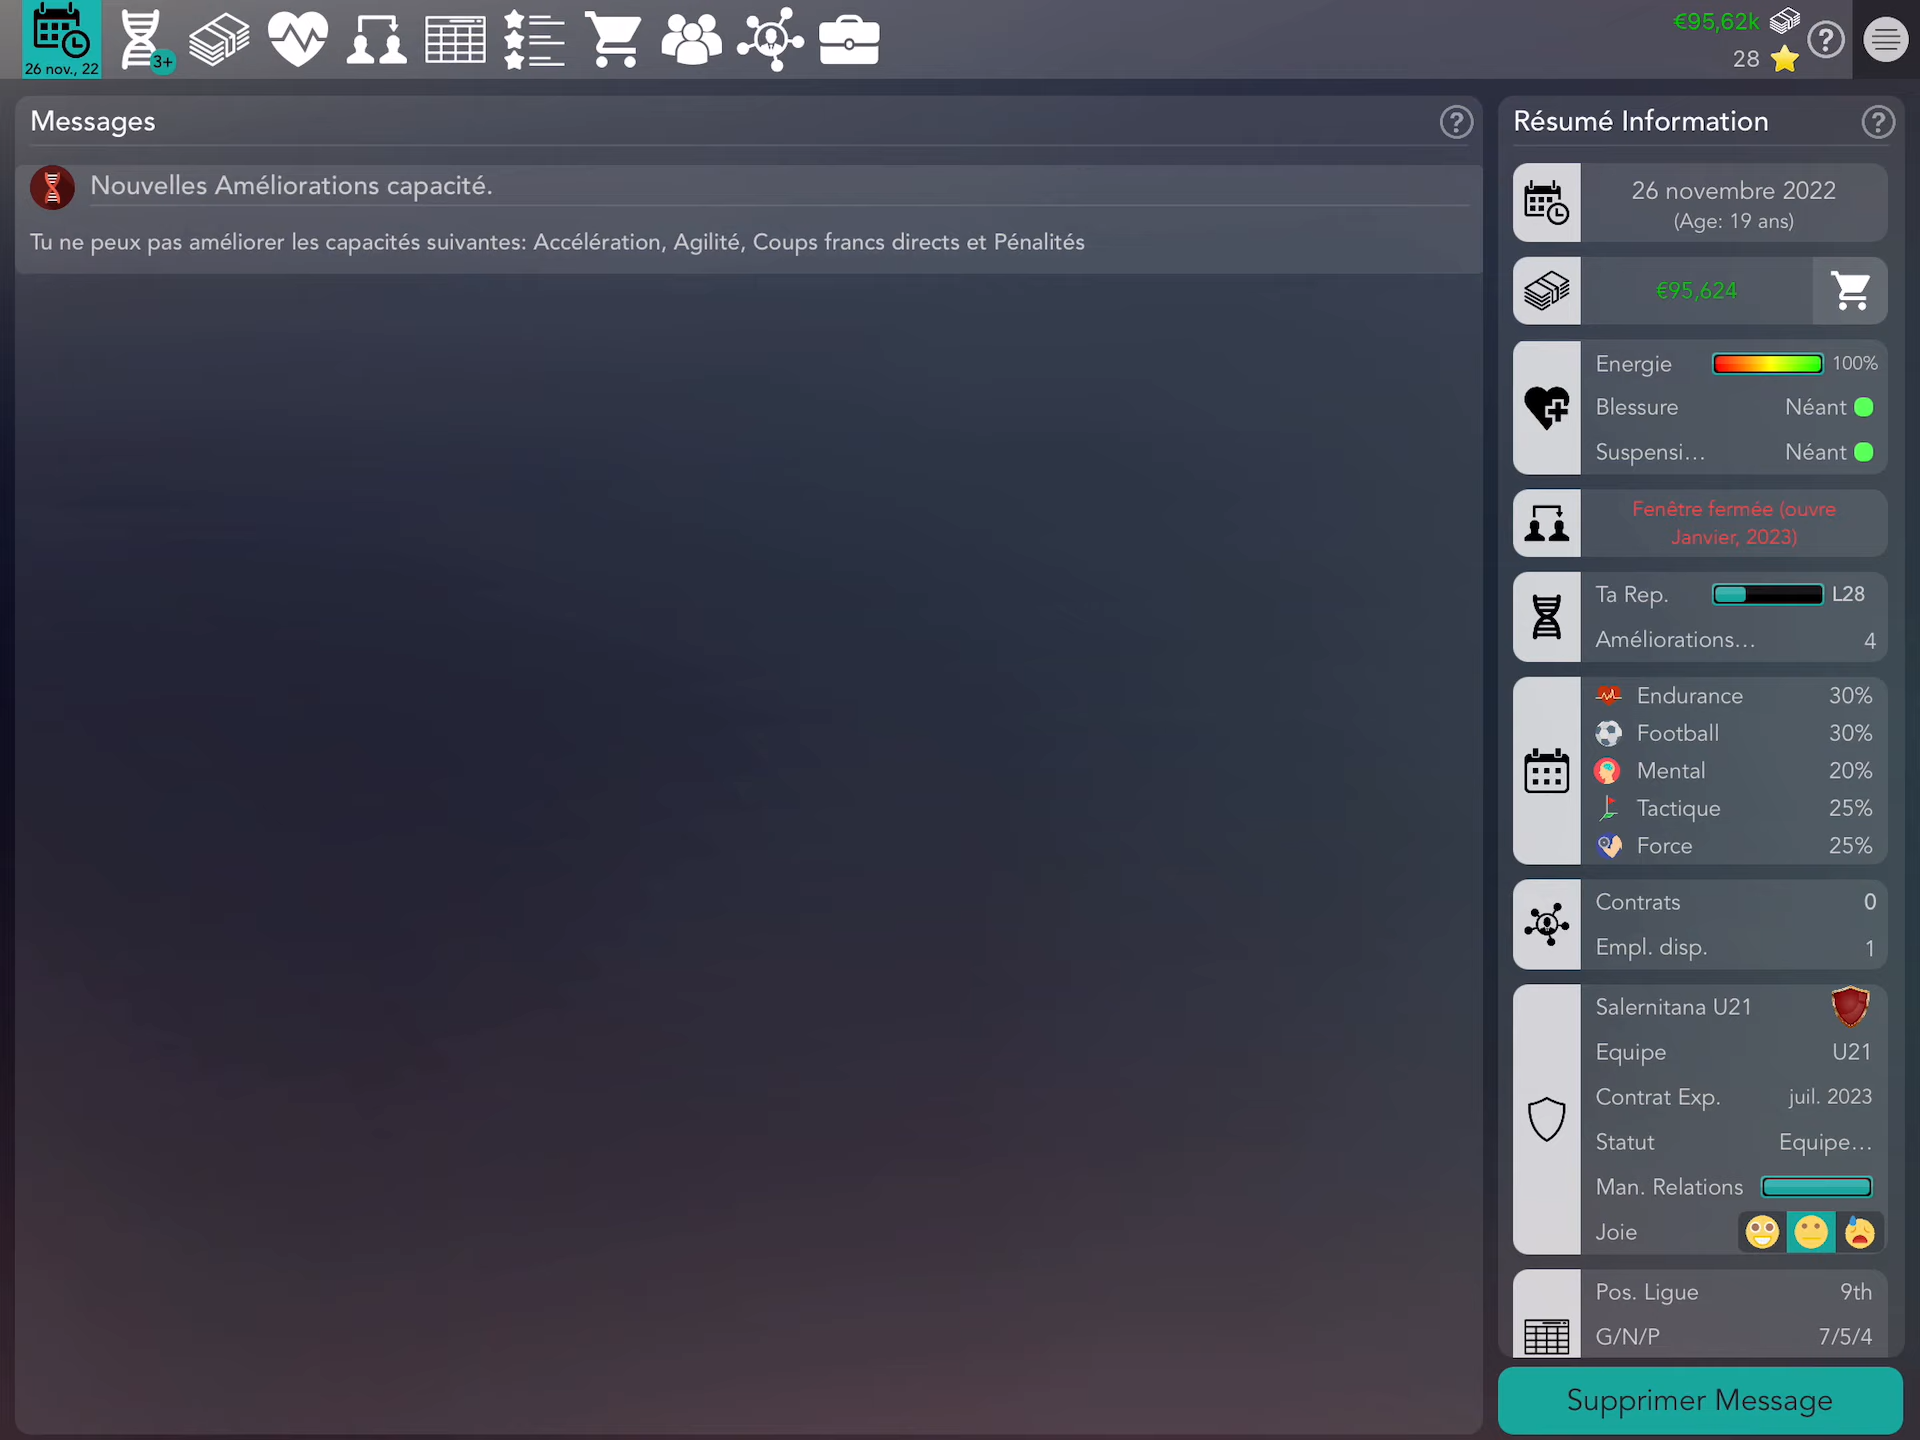 26 nov., 22
3+
€95,62k
28
?
Messages
?
Nouvelles Améliorations capacité.
Tu ne peux pas améliorer les capacités suivantes: Accélération, Agilité, Coups francs directs et Pénalités
Résumé Information
?
26 novembre 2022
(Age: 19 ans)
€95,624
Energie 100%
Blessure Néant
Suspensi... Néant
Fenêtre fermée (ouvre
Janvier, 2023)
Ta Rep. L28
Améliorations... 4
Endurance 30%
Football 30%
Mental 20%
Tactique 25%
Force 25%
Contrats 0
Empl. disp. 1
Salernitana U21
Equipe U21
Contrat Exp. juil. 2023
Statut Equipe...
Man. Relations
Joie
Pos. Ligue 9th
G/N/P 7/5/4
Supprimer Message